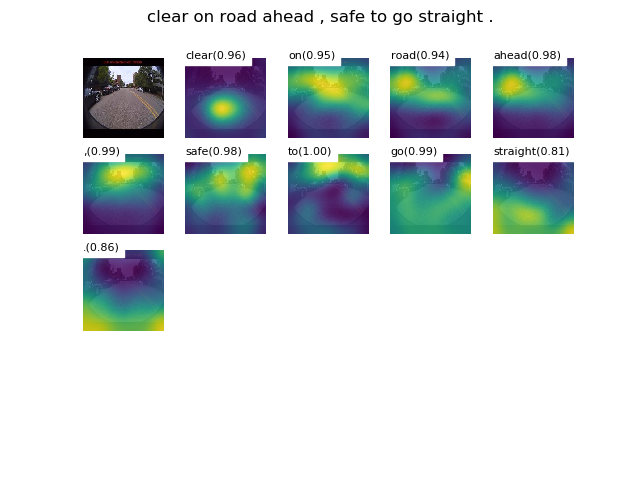 clear on road ahead , safe to go straight .
clear(0.96)
on(0.95)
road(0.94)
ahead(0.98)
,(0.99)
safe(0.98)
to(1.00)
go(0.99)
straight(0.81)
.(0.86)